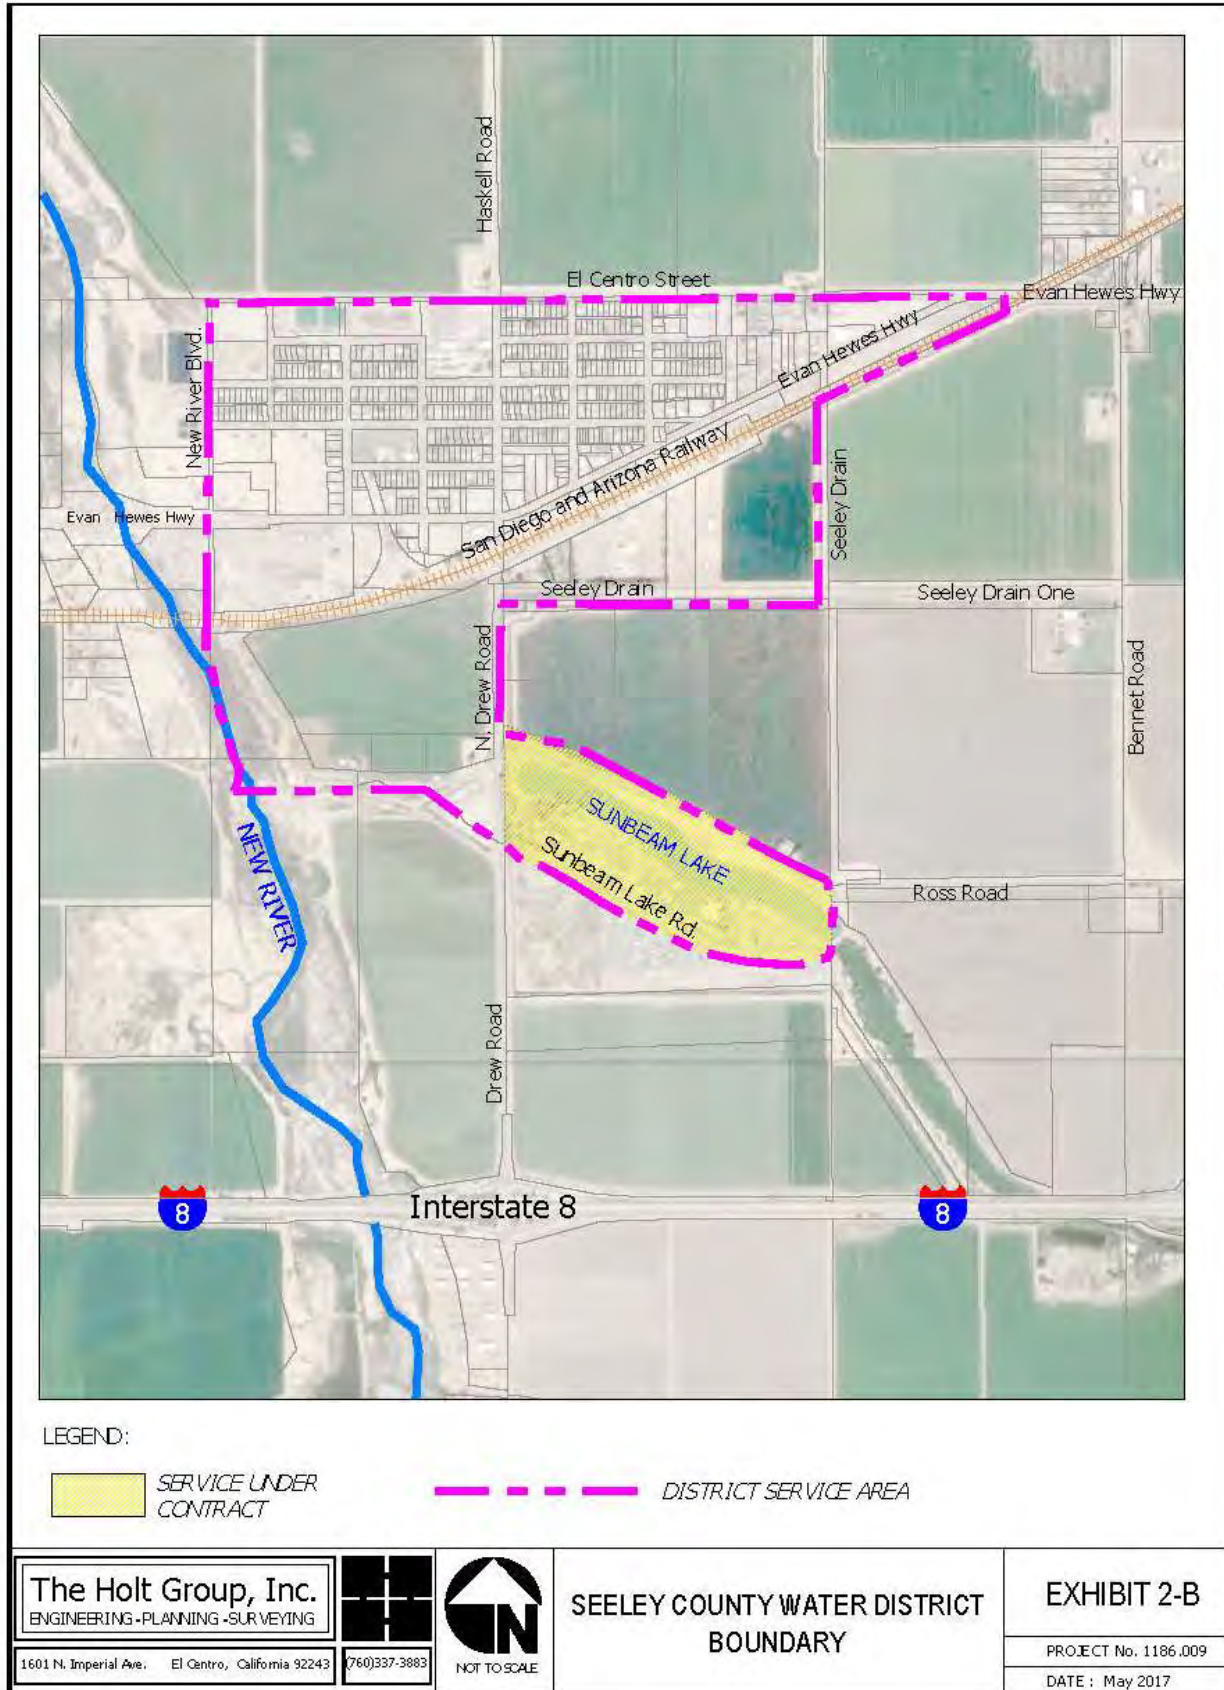 Haskell Road
El Centro Street
Evan Hewes Hwy
Evan Hewes Hwy
New River Blvd.
San Diego and Arizona Railway
Seeley Drain
Evan Hewes Hwy
Seeley Drain
Seeley Drain One
N. Drew Road
Bennet Road
SUNBEAM LAKE
Sunbeam Lake Rd.
NEW RIVER
Ross Road
Drew Road
Interstate 8
8
8
LEGEND:
SERVICE UNDER
CONTRACT
DISTRICT SERVICE AREA
The Holt Group, Inc.
ENGINEERING-PLANNING-SURVEYING
1601 N. Imperial Ave. El Centro, California 92243
(760)337-3883
N
NOT TO SCALE
SEELEY COUNTY WATER DISTRICT
BOUNDARY
EXHIBIT 2-B
PROJECT No. 1186.009
DATE : May 2017